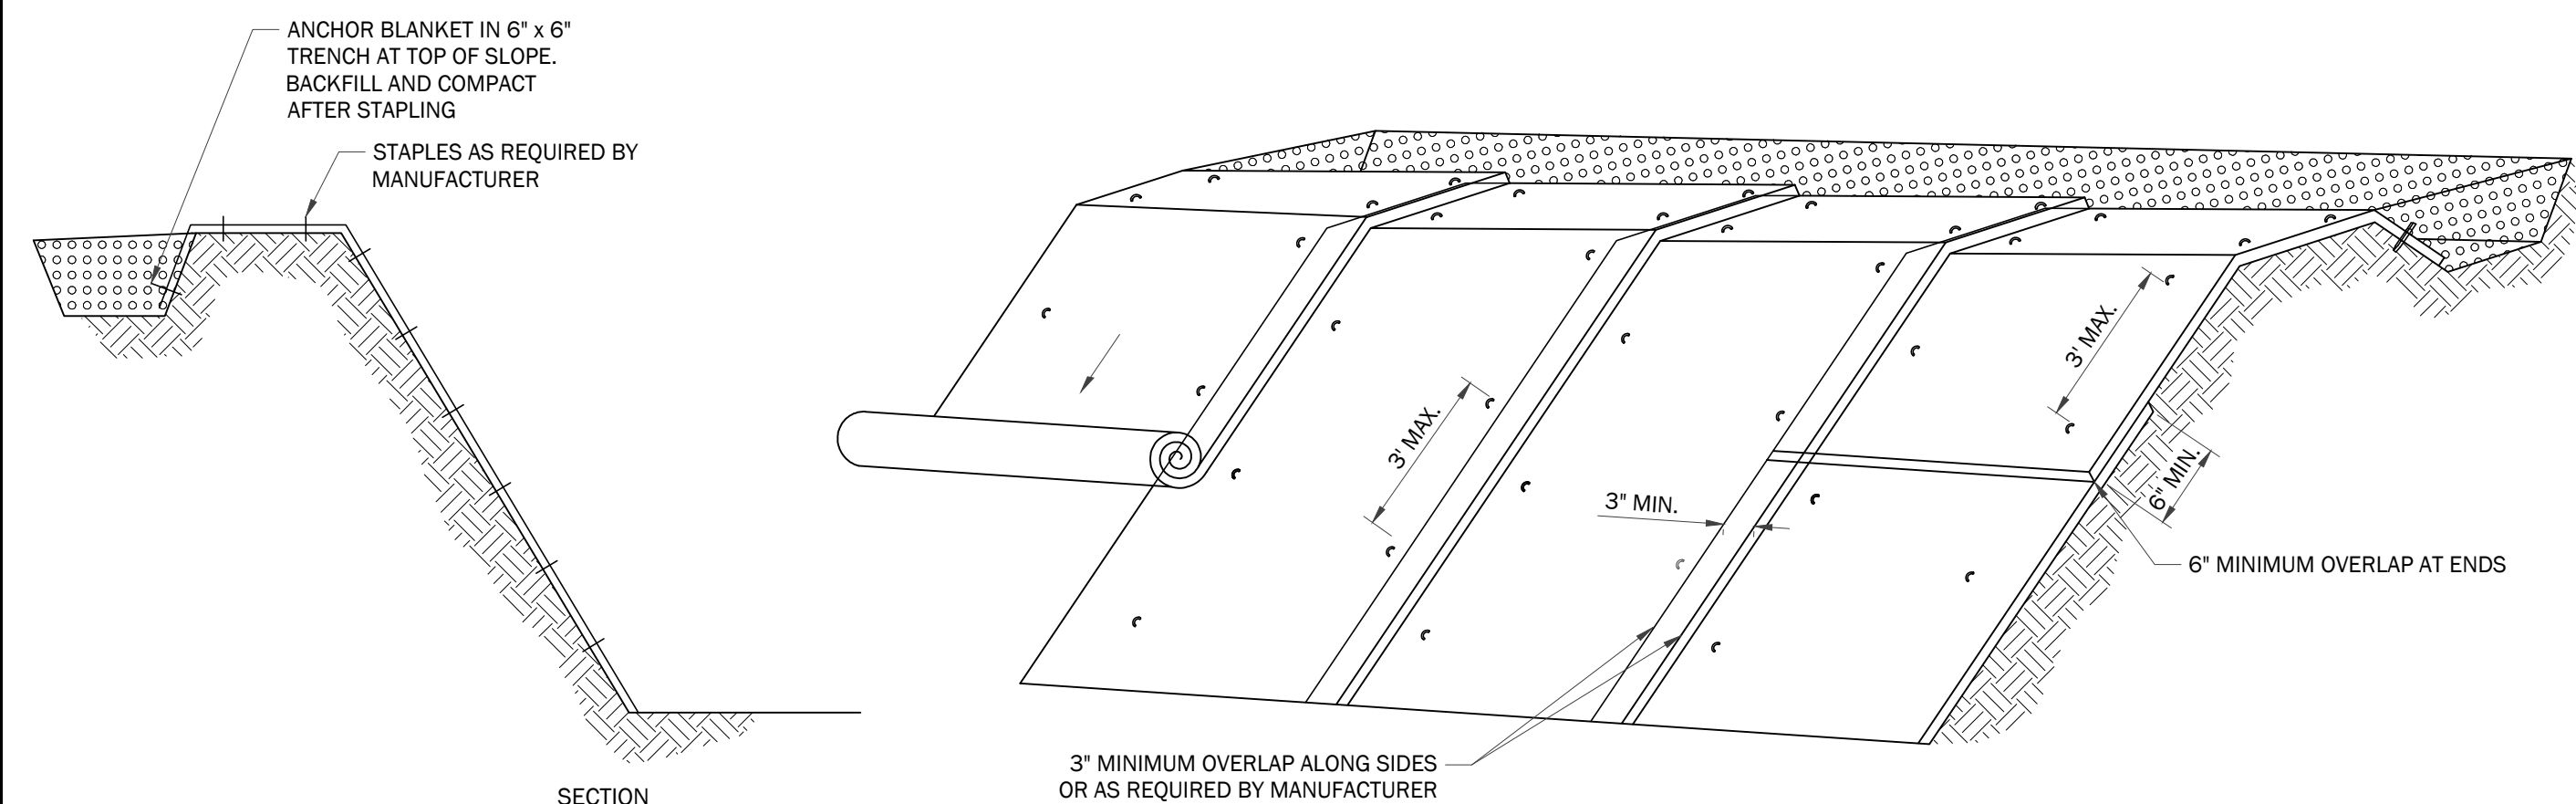 ANCHOR BLANKET IN 6" x 6"
TRENCH AT TOP OF SLOPE.
BACKFILL AND COMPACT
AFTER STAPLING
STAPLES AS REQUIRED BY
MANUFACTURER
SECTION
3' MAX.
3" MIN.
3' MAX.
6" MIN.
6" MINIMUM OVERLAP AT ENDS
3" MINIMUM OVERLAP ALONG SIDES
OR AS REQUIRED BY MANUFACTURER